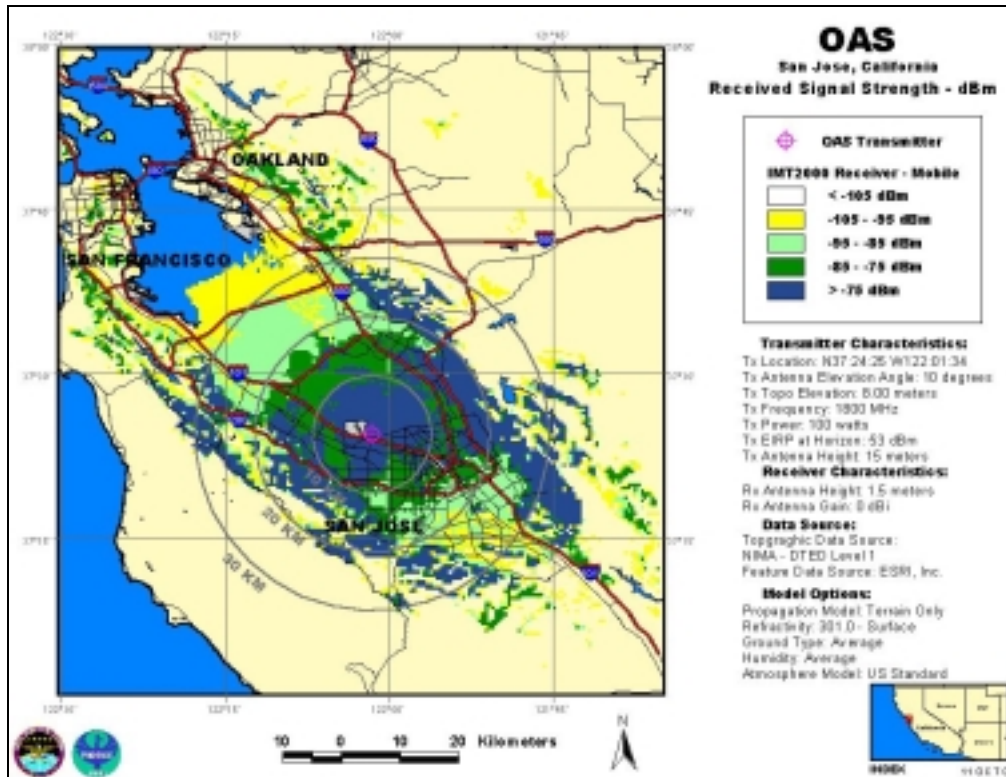 OAS
San Jose, California
Received Signal Strength - dBm
OAS Transmitter
IMT2000 Receiver - Mobile
< -105 dBm
-105 - -95 dBm
-95 - -85 dBm
-85 - -75 dBm
> -75 dBm
Transmitter Characteristics:
Tx Location: N37:24:25 W122:01:34
Tx Antenna Elevation Angle: 10 degrees
Tx Topo Elevation: 6.00 meters
Tx Frequency: 1800 MHz
Tx Power: 100 watts
Tx EIRP at Horizon: 53 dBm
Tx Antenna Height: 15 meters
Receiver Characteristics:
Rx Antenna Height: 1.5 meters
Rx Antenna Gain: 0 dBi
Data Source:
Topgraghic Data Source:
NIMA - DTED Level 1
Feature Data Source: ESRI, Inc.
Model Options:
Propagation Model: Terrain Only
Refractivity: 301.0 - Surface
Ground Type: Average
Humidity: Average
Atmosphere Model: US Standard
OAKLAND
SAN FRANCISCO
SAN JOSE
10 KM
20 KM
30 KM
10 0 10 20 Kilometers
N
INDEX